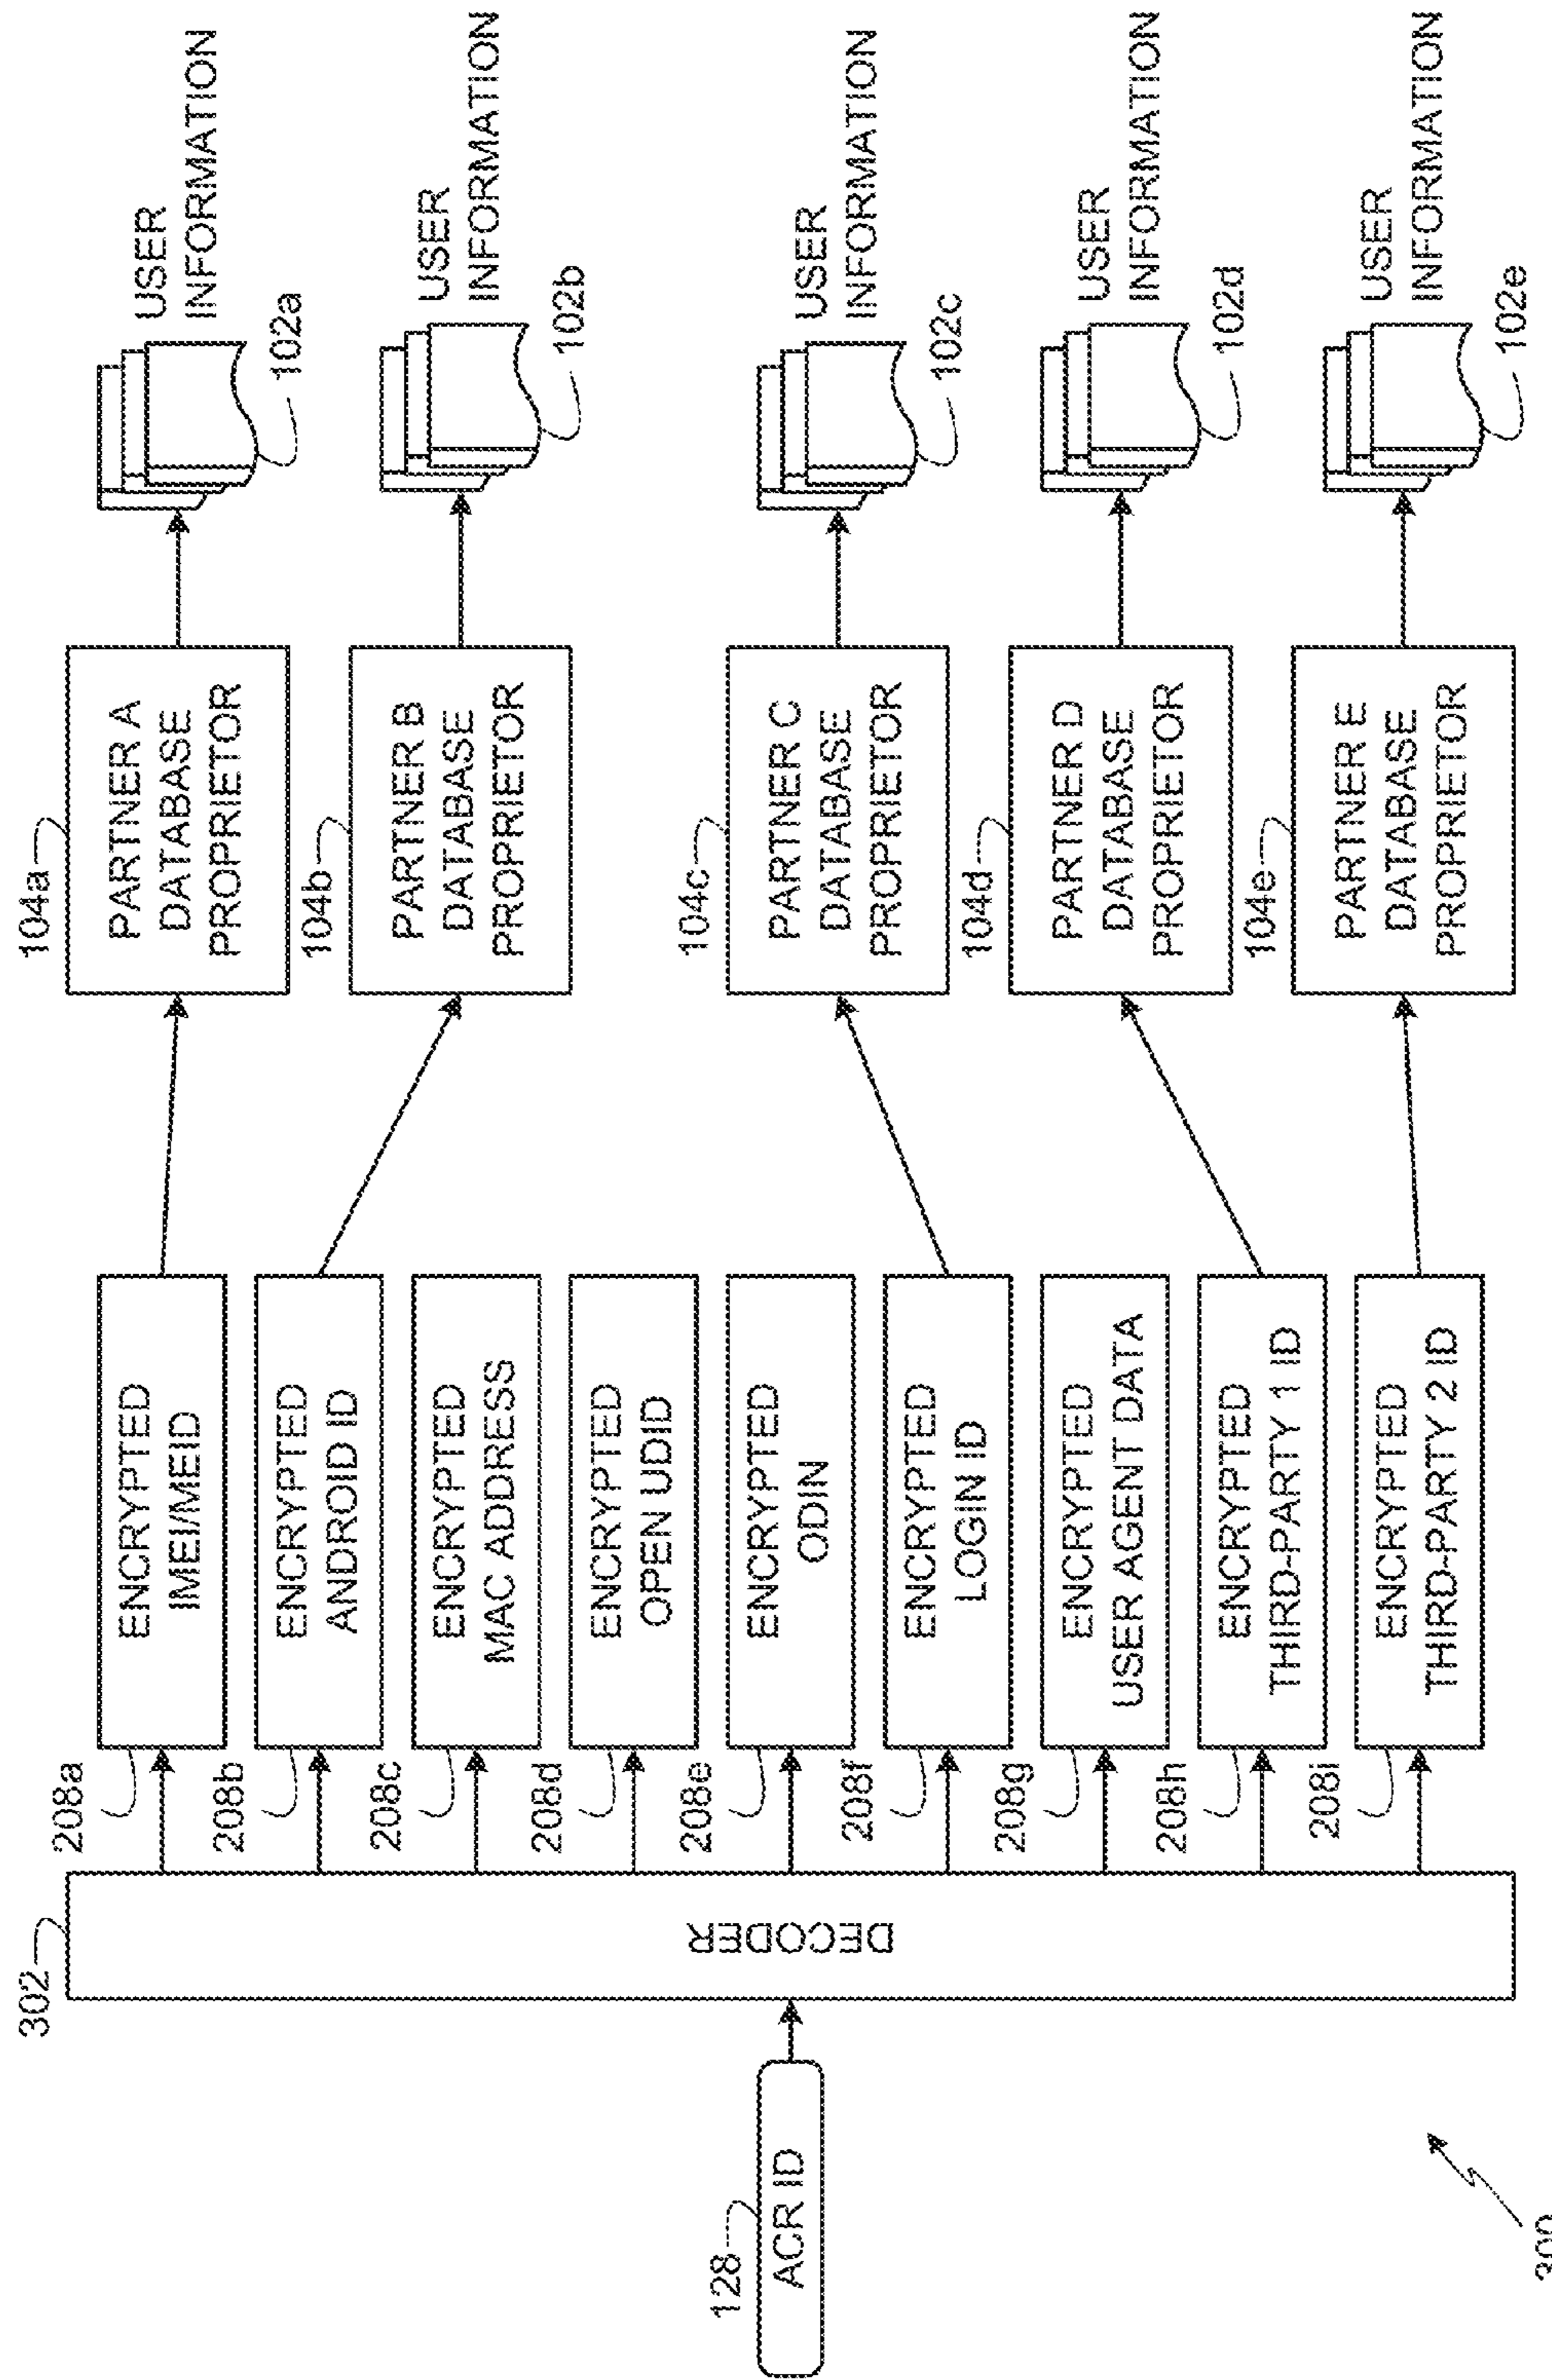 128
ACR ID
302
DECODER
208a
ENCRYPTED
IMEI/MEID
208b
ENCRYPTED
ANDROID ID
208c
ENCRYPTED
MAC ADDRESS
208d
ENCRYPTED
OPEN UDID
208e
ENCRYPTED
ODIN
208f
ENCRYPTED
LOGIN ID
208g
ENCRYPTED
USER AGENT DATA
208h
ENCRYPTED
THIRD-PARTY 1 ID
208i
ENCRYPTED
THIRD-PARTY 2 ID
104a
PARTNER A
DATABASE
PROPRIETOR
104b
PARTNER B
DATABASE
PROPRIETOR
104c
PARTNER C
DATABASE
PROPRIETOR
104d
PARTNER D
DATABASE
PROPRIETOR
104e
PARTNER E
DATABASE
PROPRIETOR
USER
INFORMATION
102a
USER
INFORMATION
102b
USER
INFORMATION
102c
USER
INFORMATION
102d
USER
INFORMATION
102e